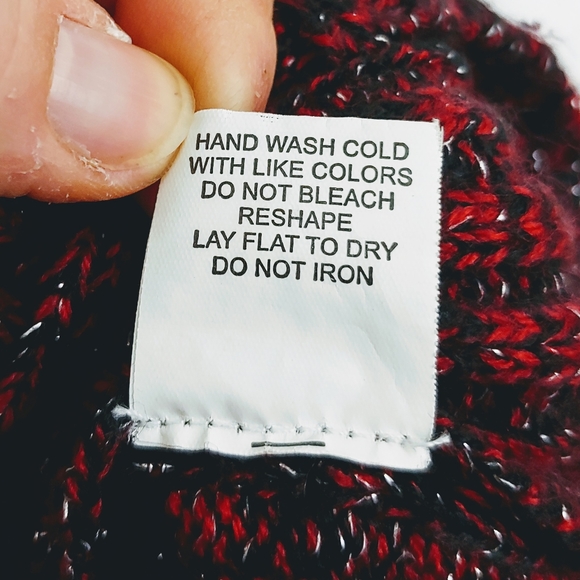 HAND WASH COLD
WITH LIKE COLORS
DO NOT BLEACH
RESHAPE
LAY FLAT TO DRY
DO NOT IRON